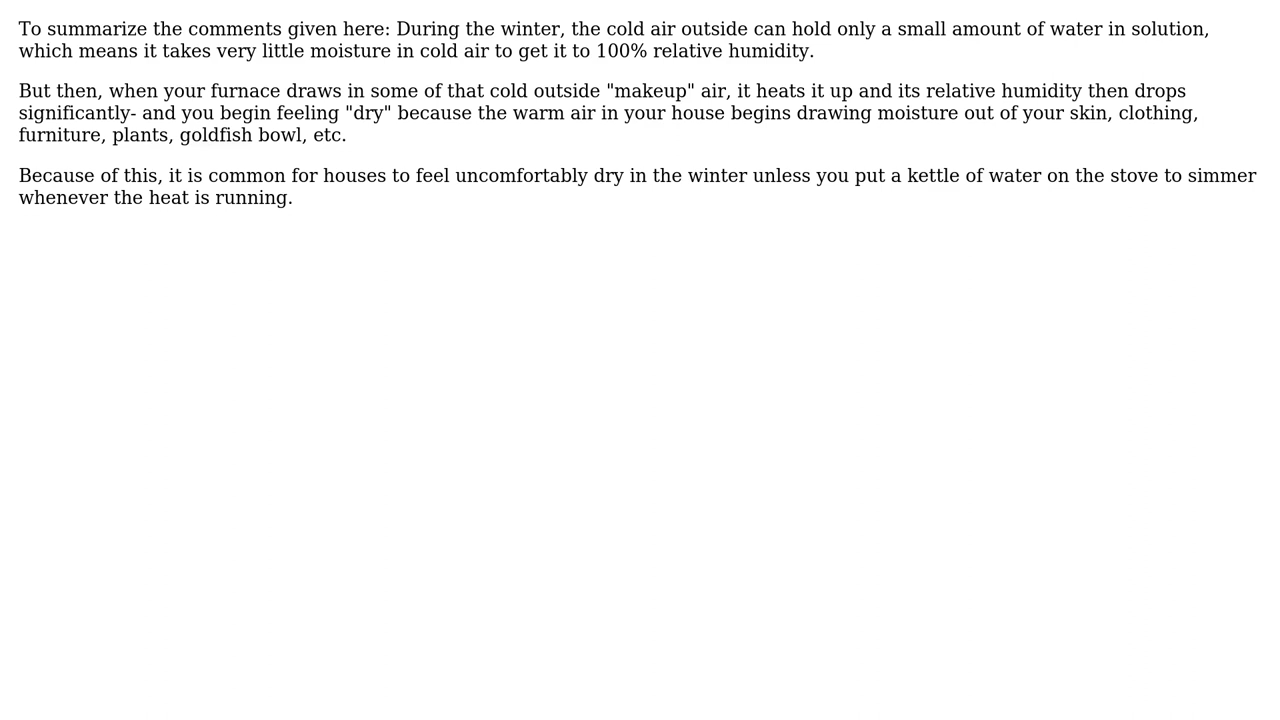 To summarize the comments given here: During the winter, the cold air outside can hold only a small amount of water in solution,
which means it takes very little moisture in cold air to get it to 100% relative humidity.
But then, when your furnace draws in some of that cold outside "makeup" air, it heats it up and its relative humidity then drops
significantly- and you begin feeling "dry" because the warm air in your house begins drawing moisture out of your skin, clothing,
furniture, plants, goldfish bowl, etc.
Because of this, it is common for houses to feel uncomfortably dry in the winter unless you put a kettle of water on the stove to simmer
whenever the heat is running.